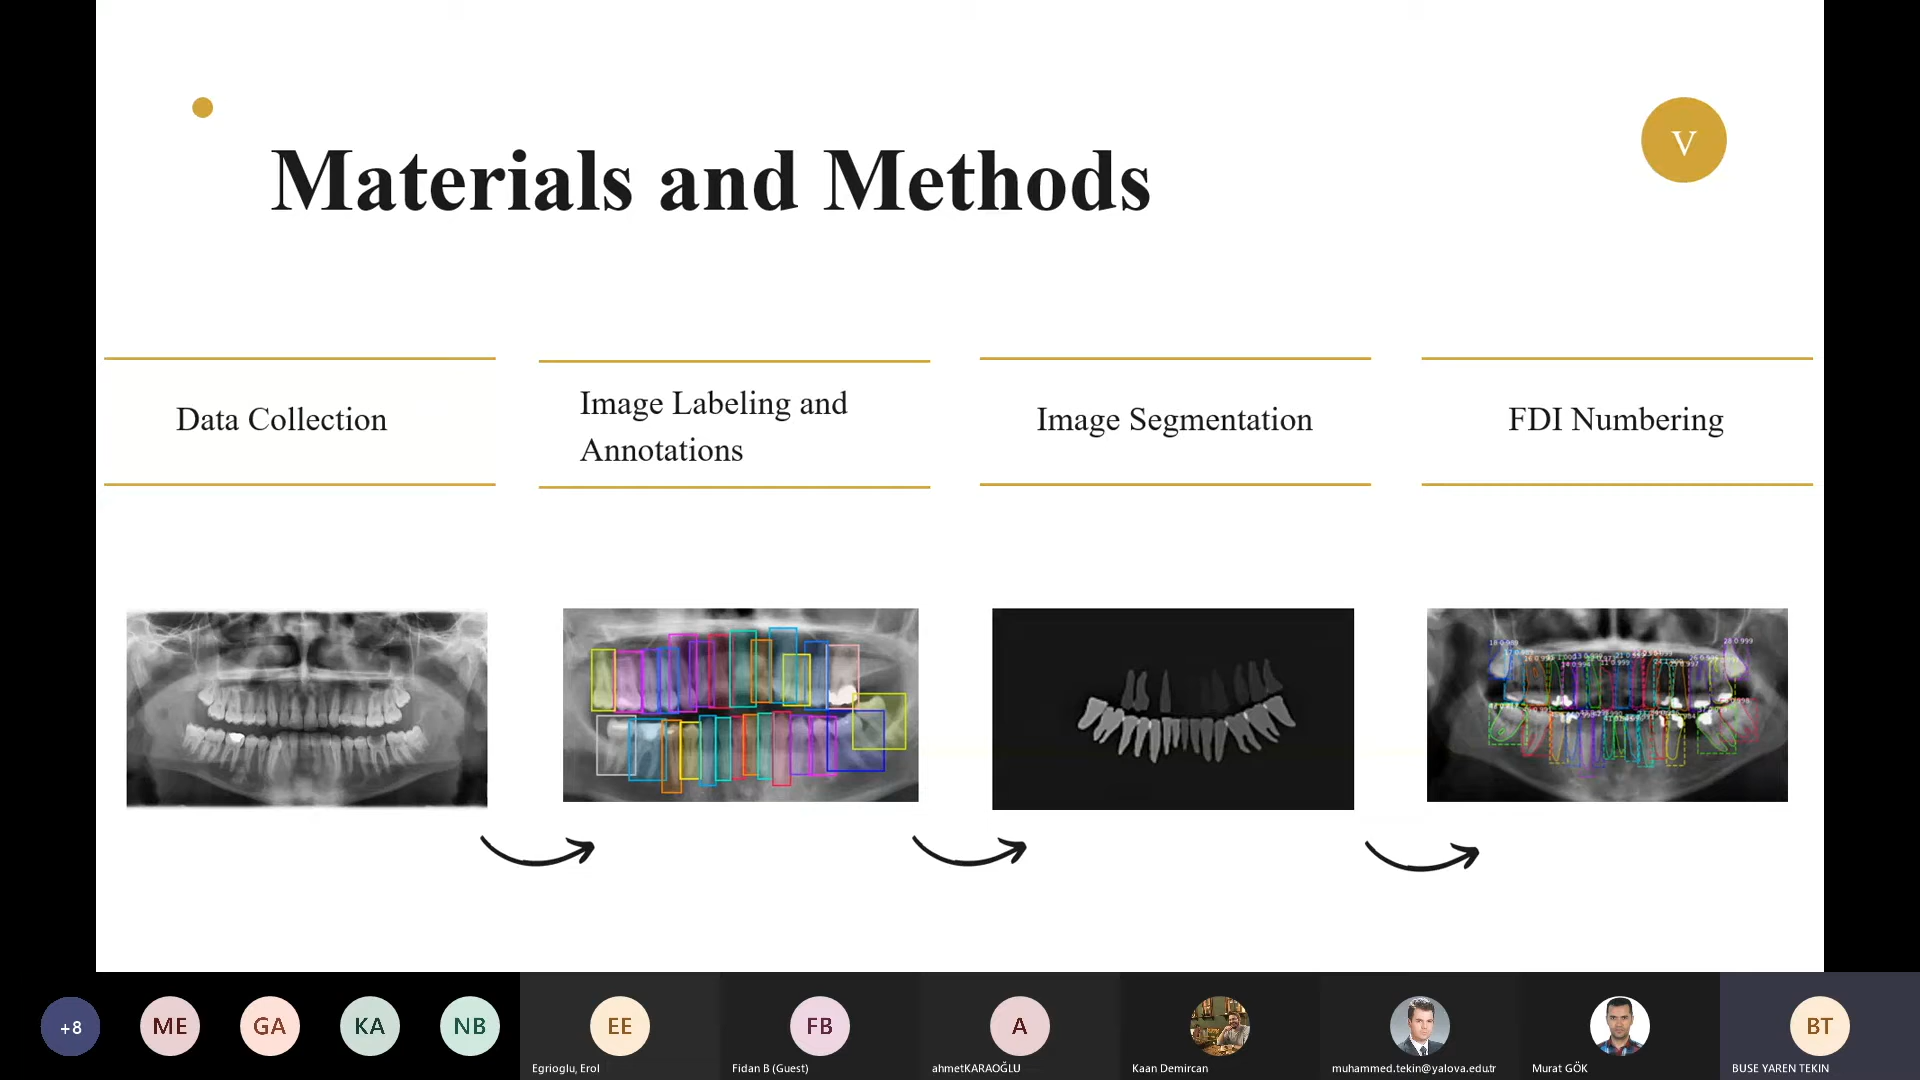 V
Materials and Methods
Data Collection
Image Labeling and
Annotations
Image Segmentation
FDI Numbering
+8
ME
GA
KA
NB
EE
FB
A
BT
Egrioglu, Erol
Fidan B (Guest)
ahmetKARAOĞLU
Kaan Demircan
muhammed.tekin@yalova.edu.tr
Murat GÖK
BUSE YAREN TEKIN